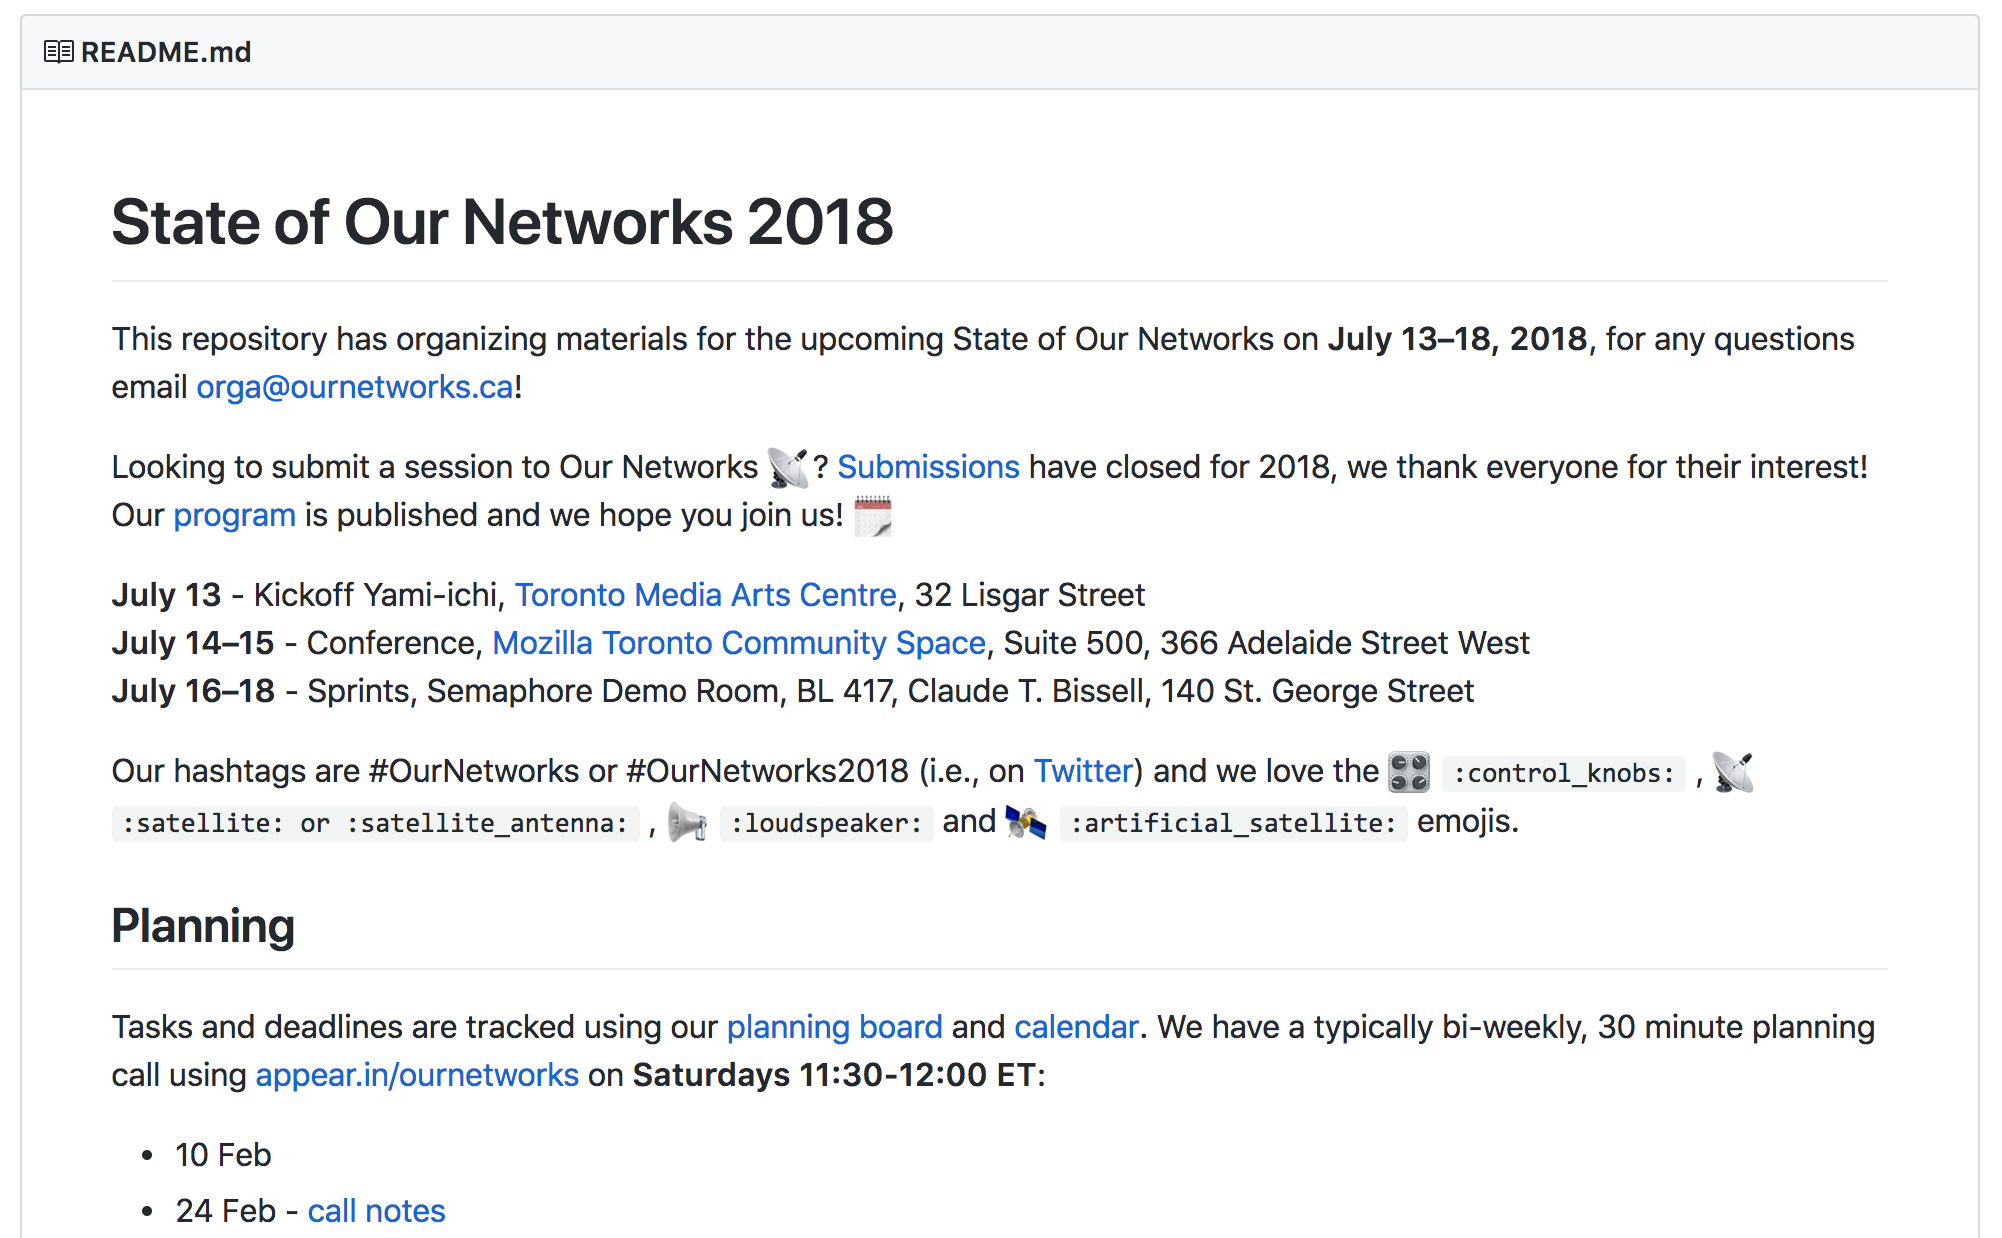 README.md
State of Our Networks 2018
This repository has organizing materials for the upcoming State of Our Networks on July 13–18, 2018, for any questions
email orga@ournetworks.ca!
Looking to submit a session to Our Networks 📡? Submissions have closed for 2018, we thank everyone for their interest!
Our program is published and we hope you join us! 🗓
July 13 - Kickoff Yami-ichi, Toronto Media Arts Centre, 32 Lisgar Street
July 14–15 - Conference, Mozilla Toronto Community Space, Suite 500, 366 Adelaide Street West
July 16–18 - Sprints, Semaphore Demo Room, BL 417, Claude T. Bissell, 140 St. George Street
Our hashtags are #OurNetworks or #OurNetworks2018 (i.e., on Twitter) and we love the 🎛 :control_knobs: , 📡
:satellite: or :satellite_antenna: , 📢 :loudspeaker: and 🛰 :artificial_satellite: emojis.
Planning
Tasks and deadlines are tracked using our planning board and calendar. We have a typically bi-weekly, 30 minute planning
call using appear.in/ournetworks on Saturdays 11:30-12:00 ET:
• 10 Feb
• 24 Feb - call notes